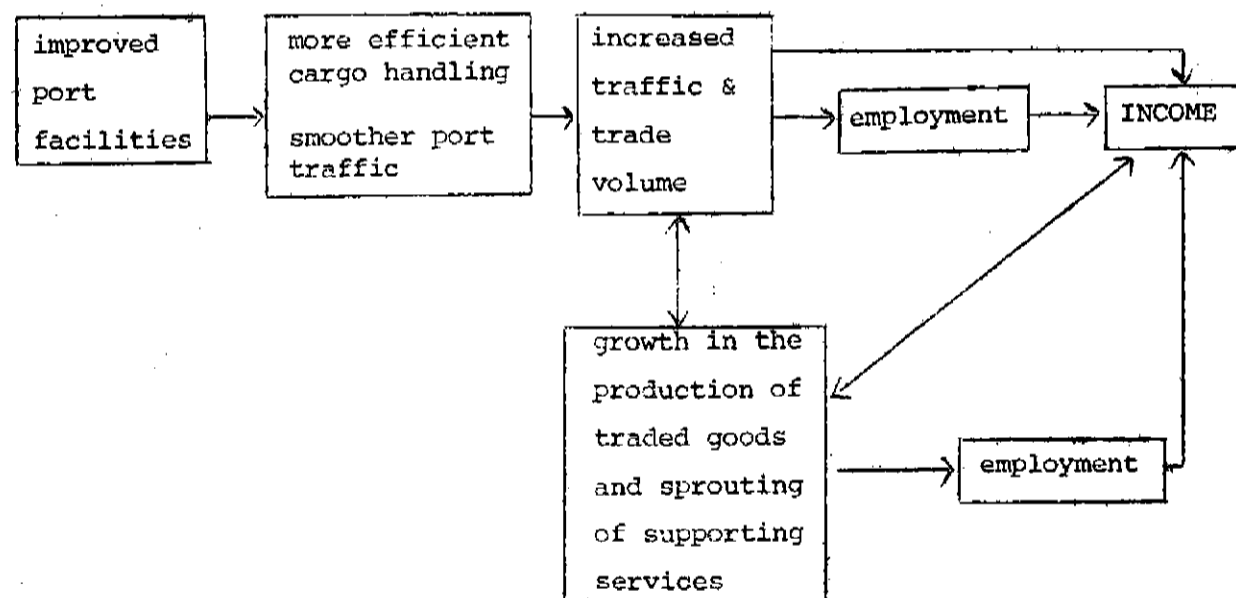 improved
port
facilities
more efficient
cargo handling
smoother port
traffic
increased
traffic &
trade
volume
employment
INCOME
growth in the
production of
traded goods
and sprouting
of supporting
services
employment